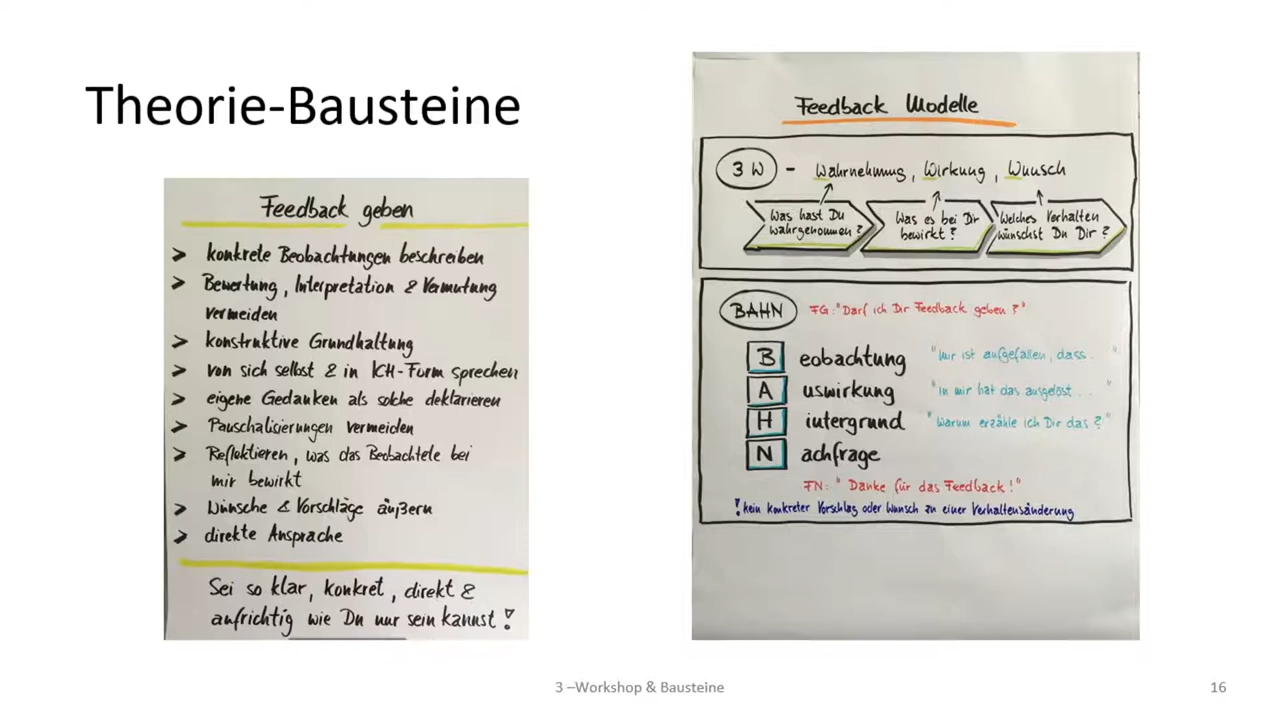 Theorie-Bausteine
Feedback geben
➤ konkrete Beobachtungen beschreiben
➤ Bewertung, Interpretation & Vermutung
vermeiden
➤ konstruktive Grundhaltung
➤ von sich selbst & in ICH-Form sprechen
➤ eigene Gedanken als solche deklarieren
➤ Pauschalisierungen vermeiden
➤ Reflektieren, was das Beobachtete bei
mir bewirkt
➤ Wünsche & Vorschläge äußern
➤ direkte Ansprache
Sei so klar, konkret, direkt &
aufrichtig wie Du nur sein kannst!
Feedback Modelle
3 W - Wahrnehmung, Wirkung, Wunsch
Was hast Du
wahrgenommen?
Was es bei Dir
bewirkt?
Welches Verhalten
wünschst Du Dir?
BAHN FG: "Darf ich Dir Feedback geben?"
Beobachtung "Mir ist aufgefallen, dass... "
Auswirkung "In mir hat das ausgelöst... "
Hintergrund "Warum erzähle ich Dir das?"
Nachfrage
FN: "Danke für das Feedback!"
! kein konkreter Vorschlag oder Wunsch zu einer Verhaltensänderung
3 –Workshop & Bausteine
16